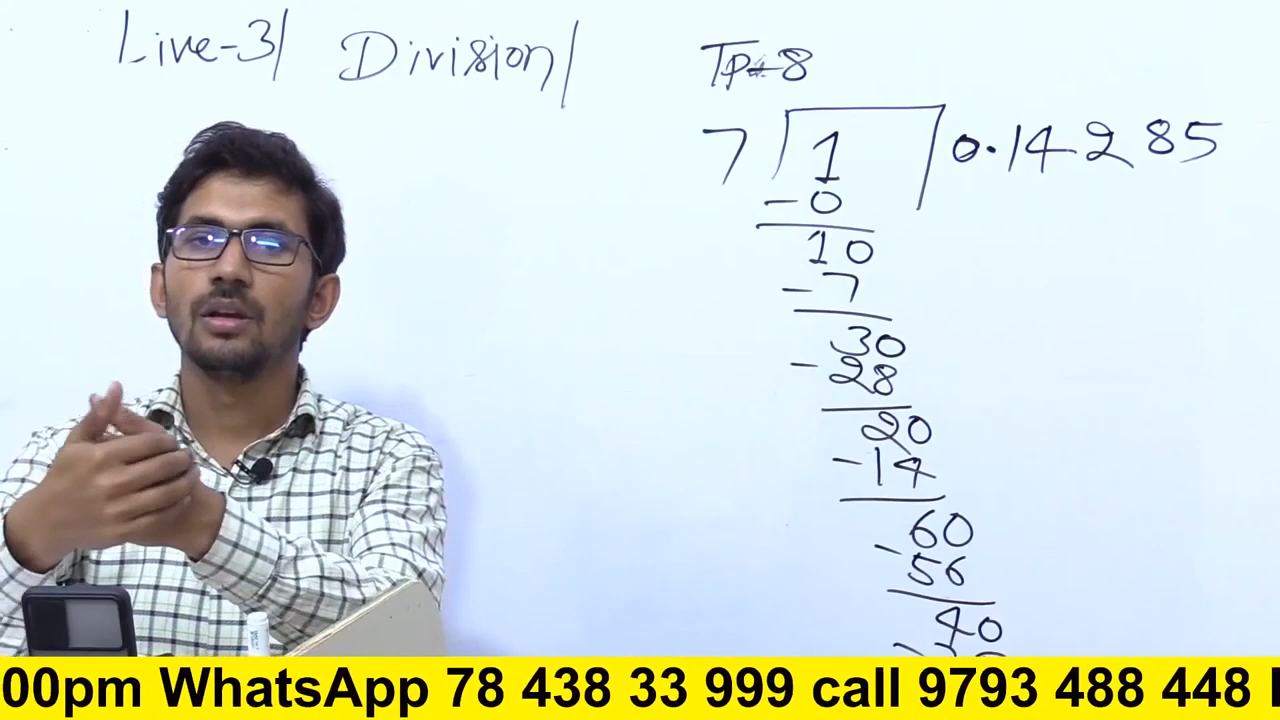 Live-3/ Division/
Tp-8
7 1 0.14285
-0
10
-7
30
-28
20
-14
60
-56
40
00pm WhatsApp 78 438 33 999 call 9793 488 448